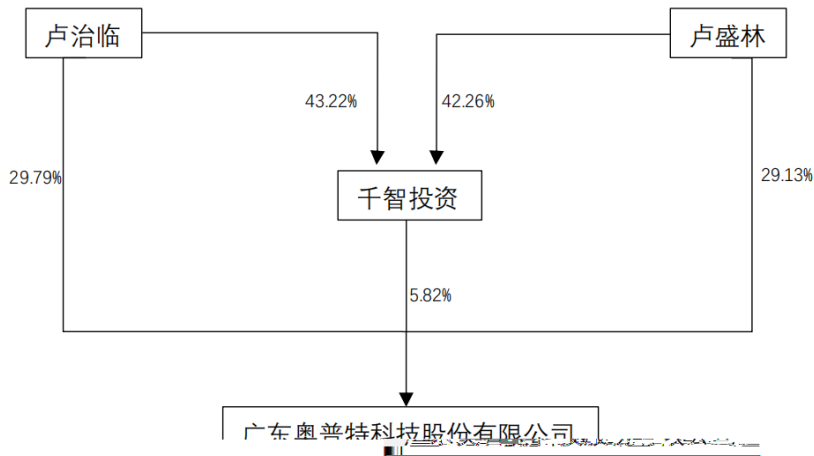 卢治临
卢盛林
43.22%
42.26%
29.79%
千智投资
29.13%
5.82%
广东奥普特科技股份有限公司